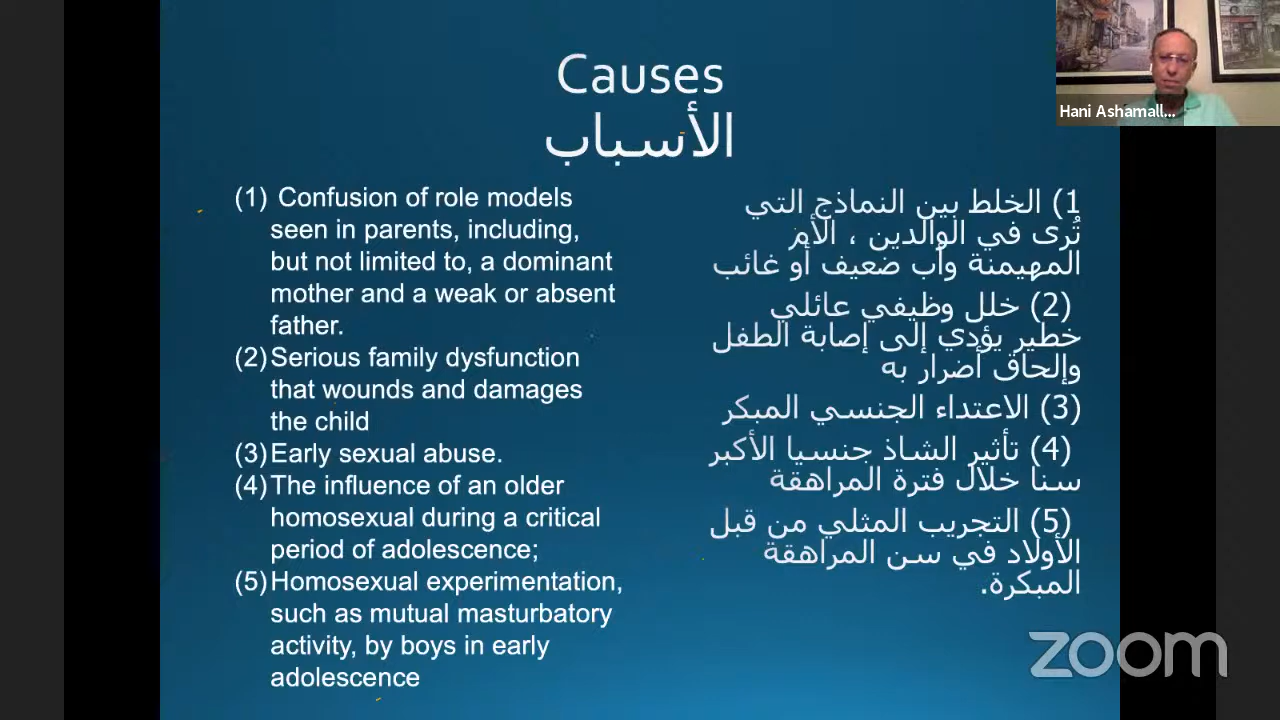 Causes
الأسباب
(1) Confusion of role models
seen in parents, including,
but not limited to, a dominant
mother and a weak or absent
father.
(2) Serious family dysfunction
that wounds and damages
the child
(3) Early sexual abuse.
(4) The influence of an older
homosexual during a critical
period of adolescence;
(5) Homosexual experimentation,
such as mutual masturbatory
activity, by boys in early
adolescence
1) الخلط بين النماذج التي
تُرى في الوالدين ، الأم
المهيمنة وأب ضعيف أو غائب
(2) خلل وظيفي عائلي
خطير يؤدي إلى إصابة الطفل
وإلحاق أضرار به
(3) الاعتداء الجنسي المبكر
(4) تأثير الشاذ جنسيا الأكبر
سنا خلال فترة المراهقة
(5) التجريب المثلي من قبل
الأولاد في سن المراهقة
المبكرة.
Hani Ashamall...
zoom